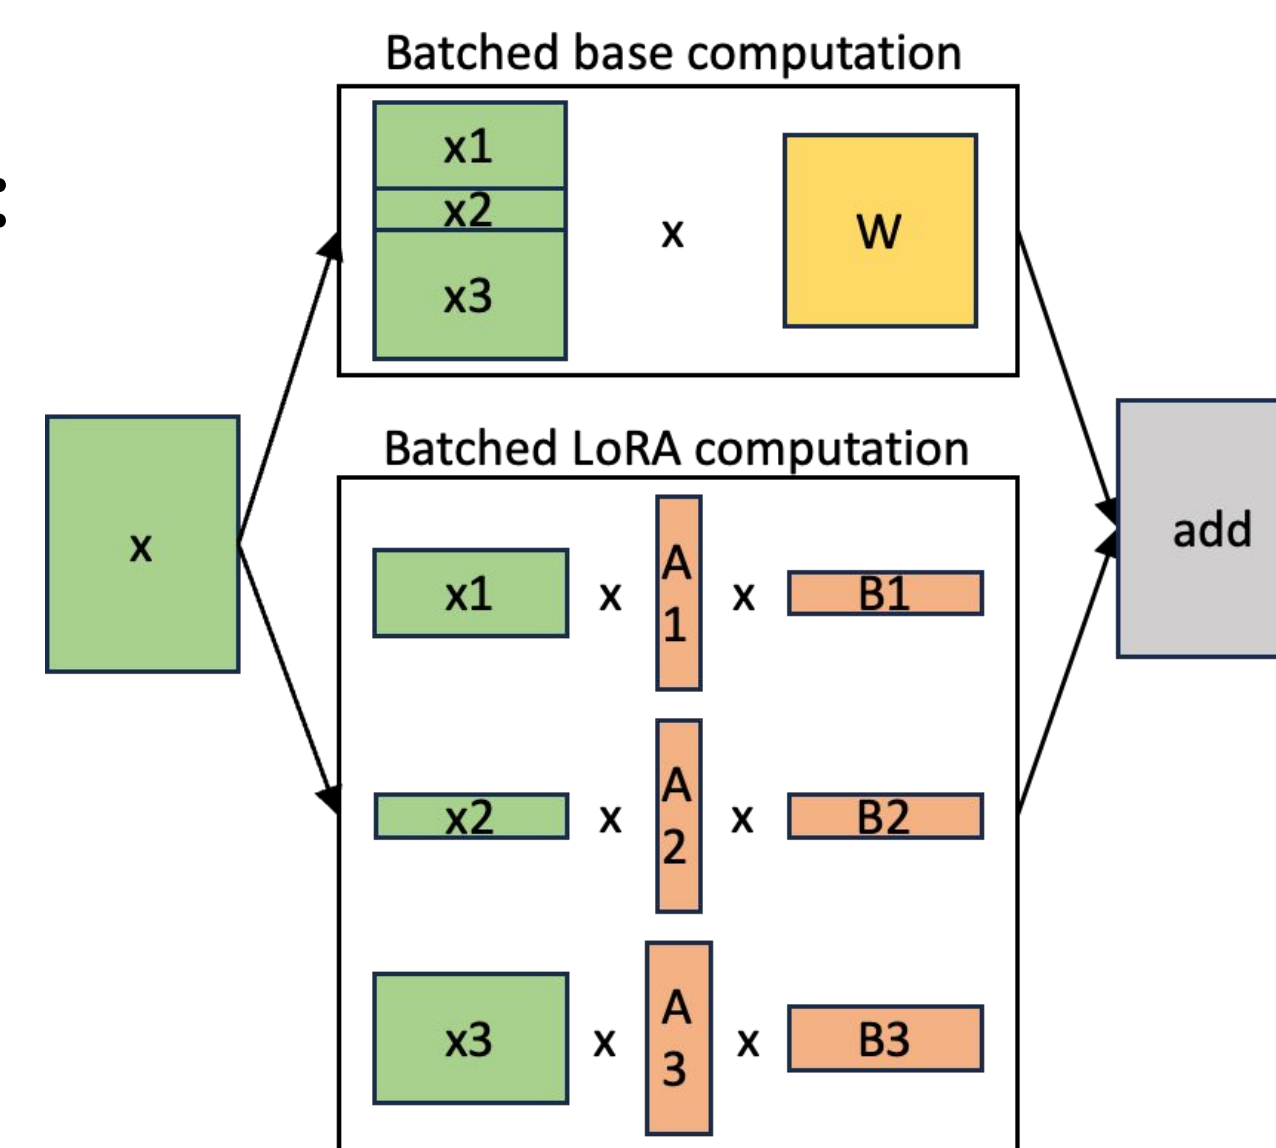 :
Batched base computation
x1
x2
x3
x
W
x
Batched LoRA computation
x1 x A x B1
1
x2 x A x B2
2
x3 x A x B3
3
add